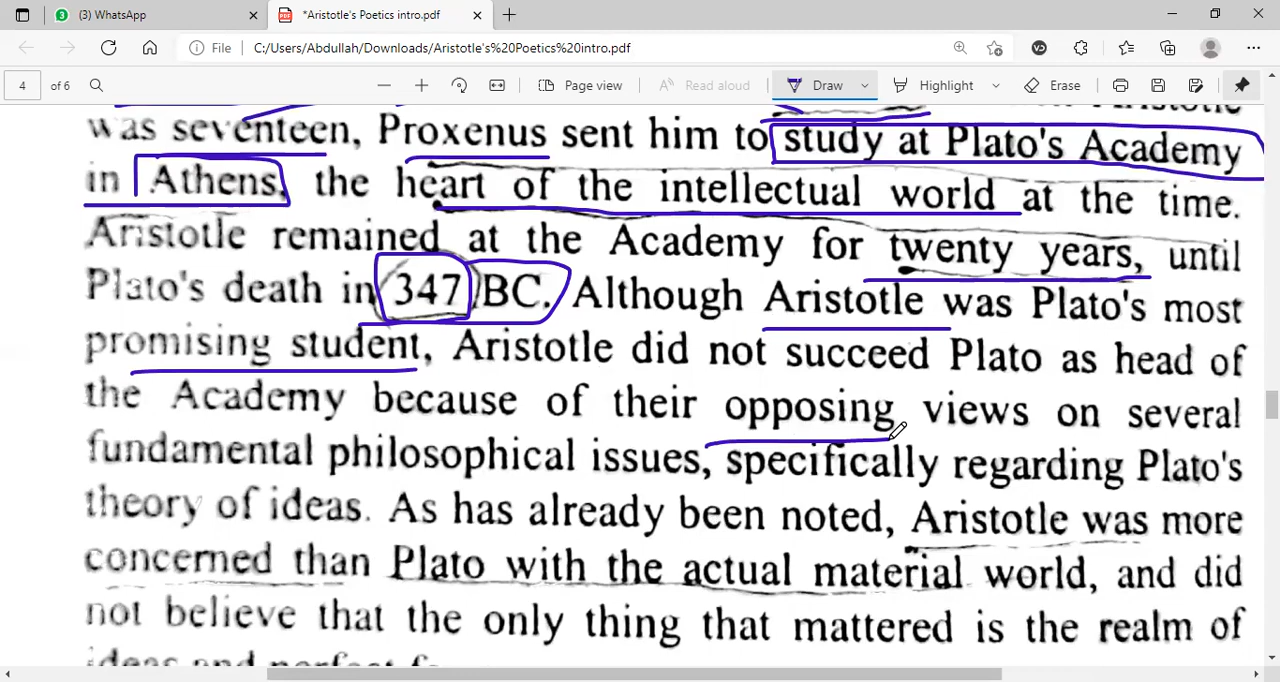 (3) WhatsApp
*Aristotle's Poetics intro.pdf
File
C:/Users/Abdullah/Downloads/Aristotle's%20Poetics%20intro.pdf
4 of 6
Page view
Read aloud
Draw
Highlight
Erase
was seventeen, Proxenus sent him to study at Plato's Academy
in Athens, the heart of the intellectual world at the time.
Aristotle remained at the Academy for twenty years, until
Plato's death in 347 BC. Although Aristotle was Plato's most
promising student, Aristotle did not succeed Plato as head of
the Academy because of their opposing views on several
fundamental philosophical issues, specifically regarding Plato's
theory of ideas. As has already been noted, Aristotle was more
concerned than Plato with the actual material world, and did
not believe that the only thing that mattered is the realm of
ideas and perfect